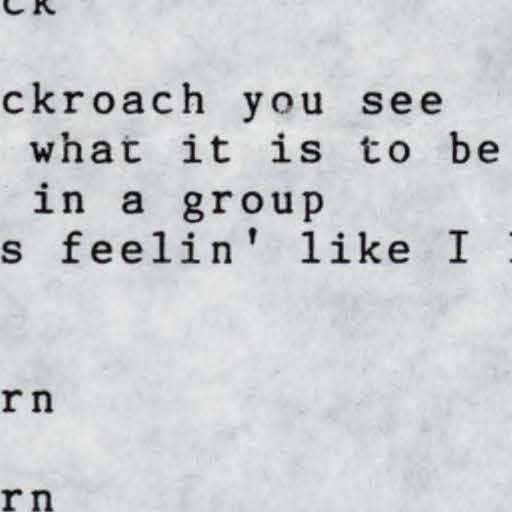 ck
ckroach you see
what it is to be
in a group
s feelin' like I
rn
rn